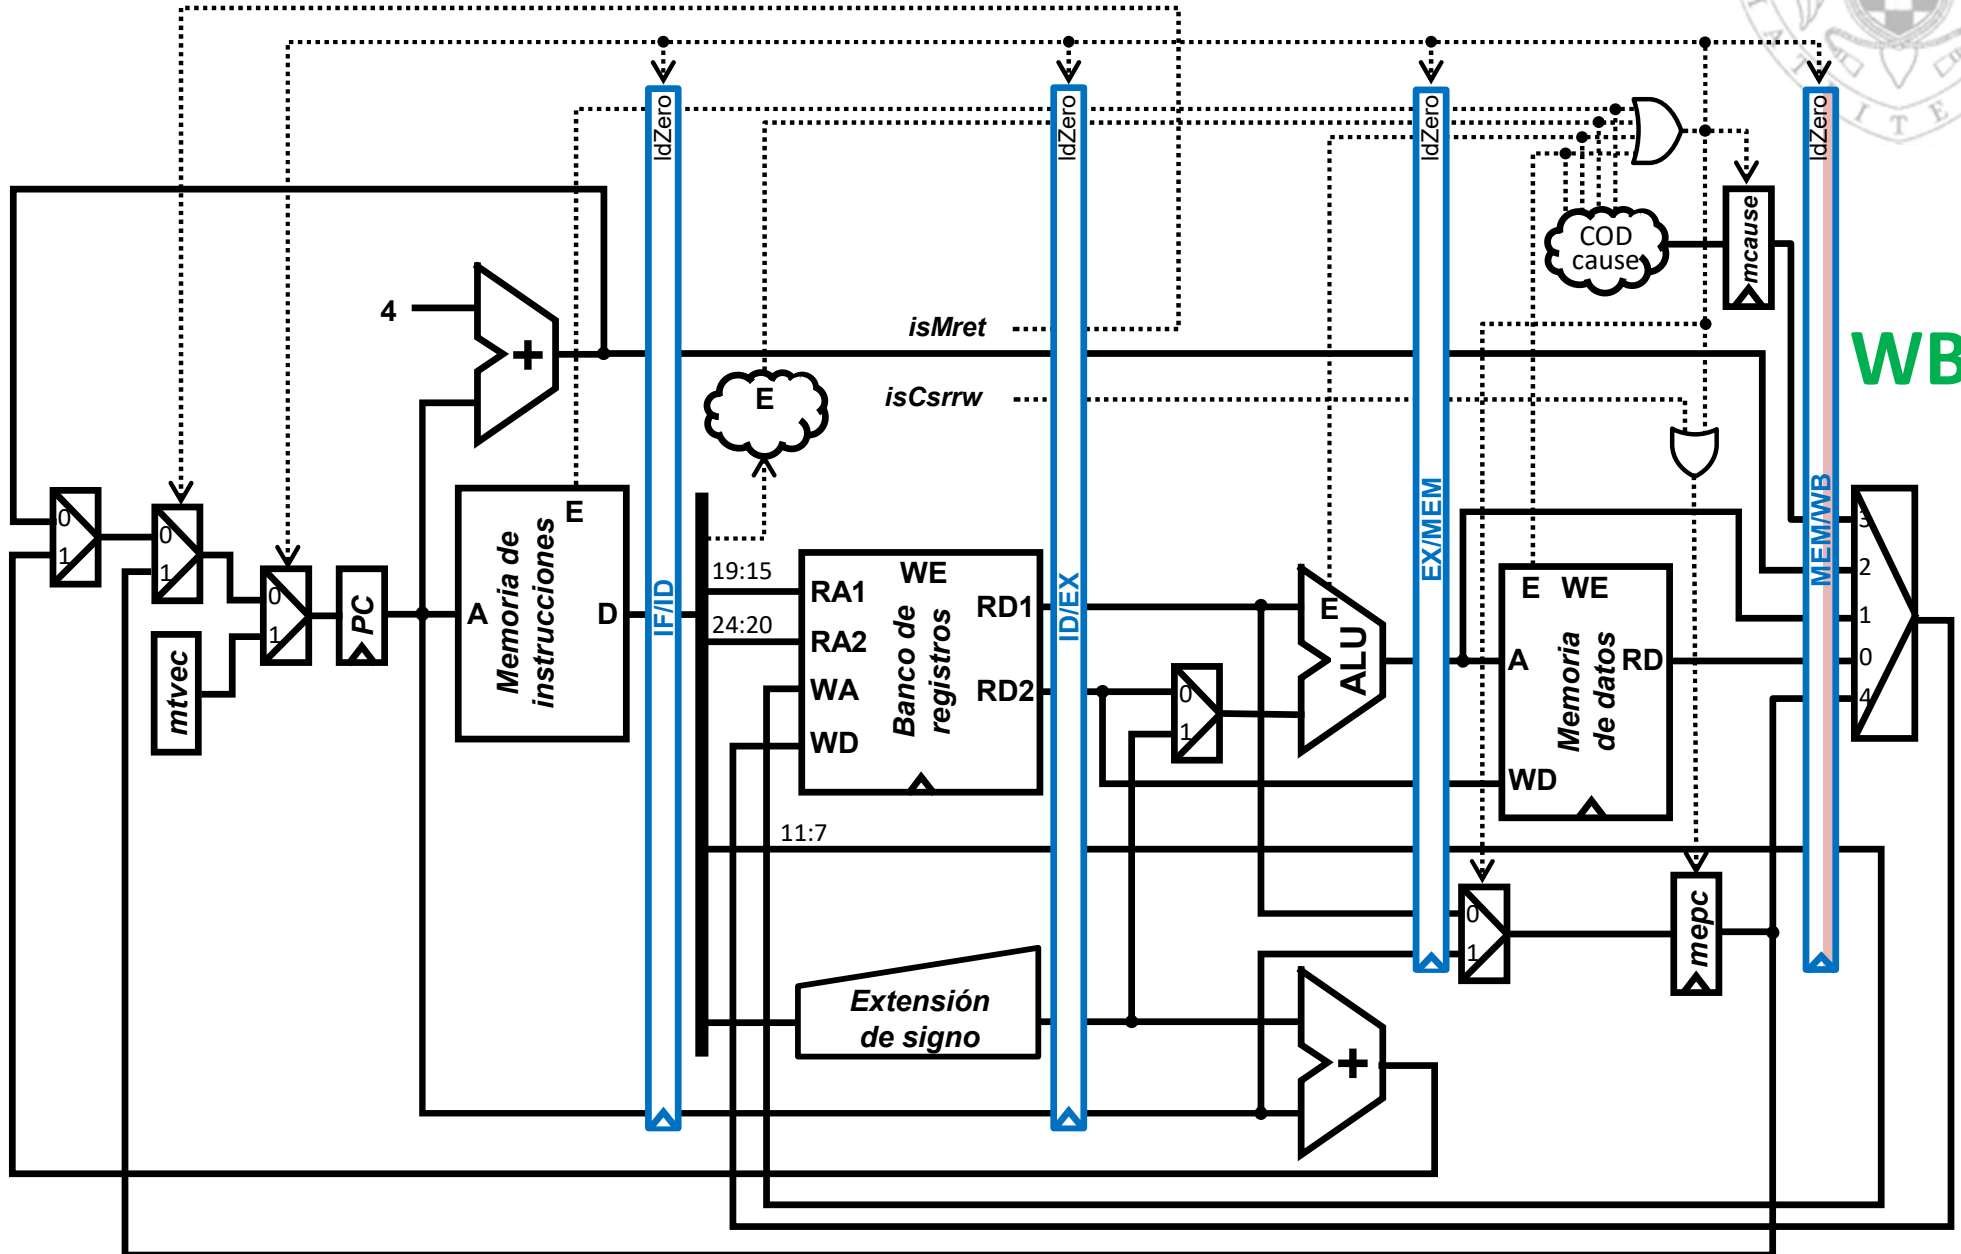 ldZero
ldZero
ldZero
ldZero
COD
cause
mcause
4
+
isMret
WB
E
isCsrrw
0
1
0
1
0
1
mtvec
PC
A
E
D
Memoria de
instrucciones
IF/ID
19:15
24:20
RA1
RA2
WA
WD
WE
Banco de
registros
RD1
RD2
ID/EX
0
1
E
ALU
EX/MEM
A
E WE
RD
WD
Memoria
de datos
MEM/WB
3
2
1
0
4
11:7
0
1
mepc
Extensión
de signo
+
I T E